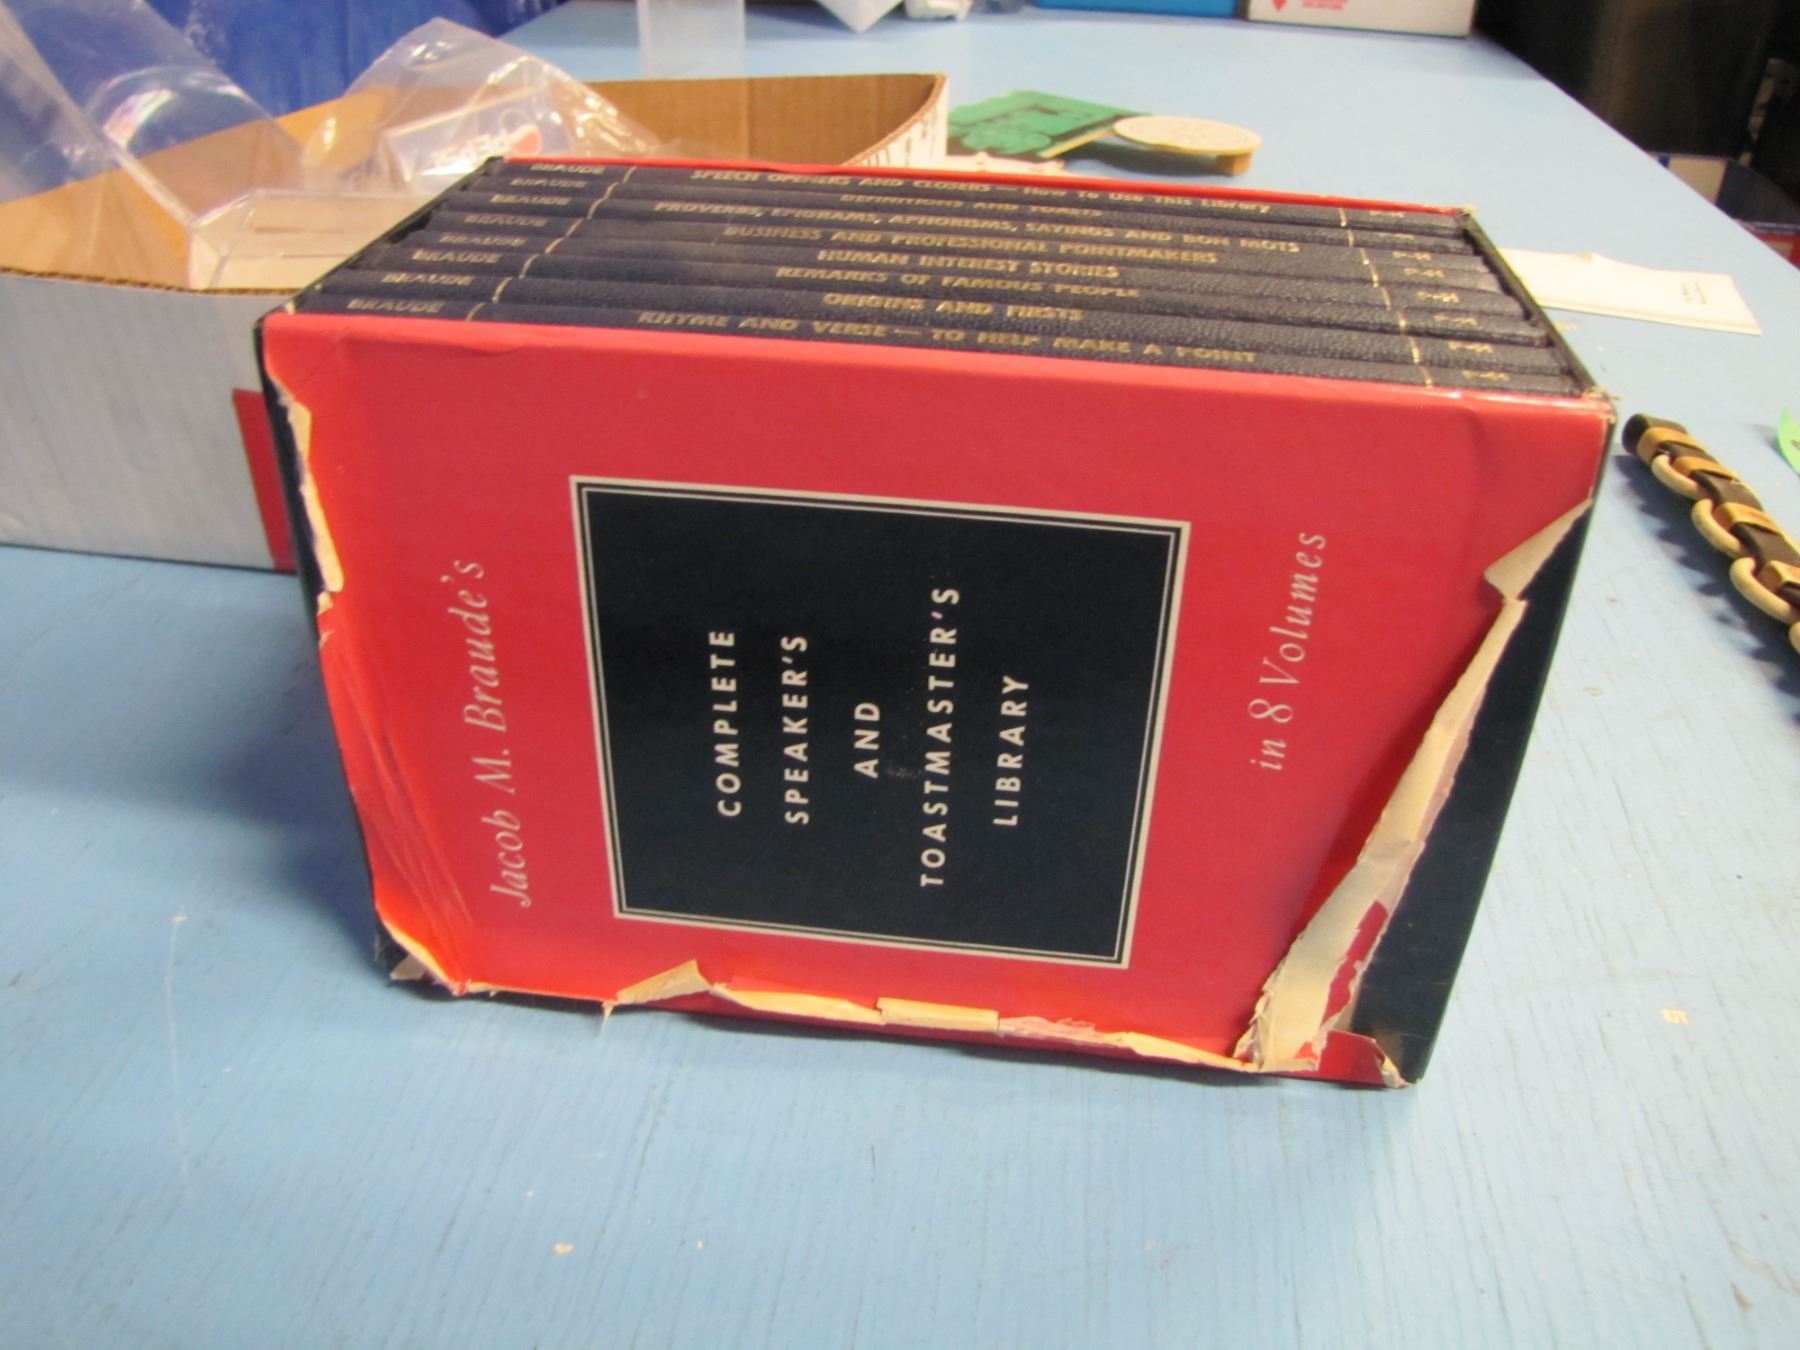 BRAUDE SPEECH OPENERS AND CLOSERS — How To Use This Library P-H
BRAUDE DEFINITIONS AND TOASTS P-H
BRAUDE PROVERBS, EPIGRAMS, APHORISMS, SAYINGS AND BON MOTS P-H
BRAUDE BUSINESS AND PROFESSIONAL POINTMAKERS P-H
BRAUDE HUMAN INTEREST STORIES P-H
BRAUDE REMARKS OF FAMOUS PEOPLE P-H
BRAUDE ORIGINS AND FIRSTS P-H
BRAUDE RHYME AND VERSE — TO HELP MAKE A POINT P-H
Jacob M. Braude's
COMPLETE
SPEAKER'S
AND
TOASTMASTER'S
LIBRARY
in 8 Volumes
PEPSI